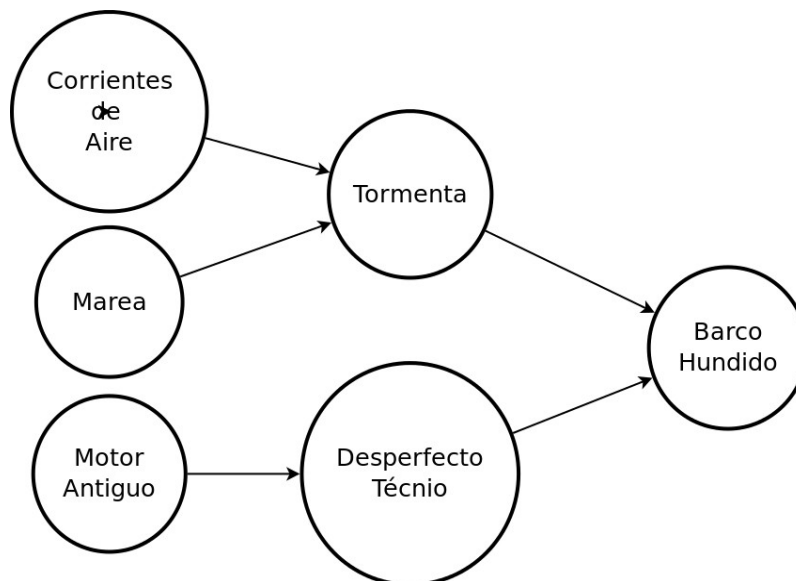 Corrientes
de
Aire
Tormenta
Marea
Barco
Hundido
Motor
Antiguo
Desperfecto
Técnio